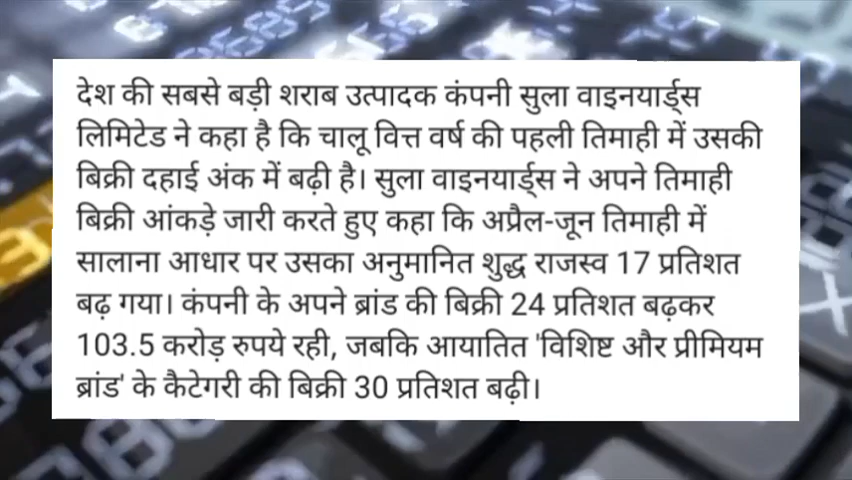 देश की सबसे बड़ी शराब उत्पादक कंपनी सुला वाइनयार्ड्स
लिमिटेड ने कहा है कि चालू वित्त वर्ष की पहली तिमाही में उसकी
बिक्री दहाई अंक में बढ़ी है। सुला वाइनयार्ड्स ने अपने तिमाही
बिक्री आंकड़े जारी करते हुए कहा कि अप्रैल-जून तिमाही में
सालाना आधार पर उसका अनुमानित शुद्ध राजस्व 17 प्रतिशत
बढ़ गया। कंपनी के अपने ब्रांड की बिक्री 24 प्रतिशत बढ़कर
103.5 करोड़ रुपये रही, जबकि आयातित 'विशिष्ट और प्रीमियम
ब्रांड' के कैटेगरी की बिक्री 30 प्रतिशत बढ़ी।